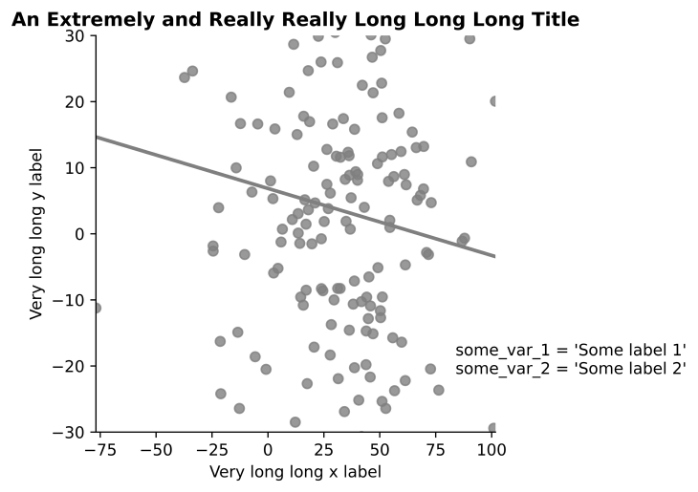 An Extremely and Really Really Long Long Long Title
Very long long y label
30
20
10
0
−10
−20
−30
some_var_1 = 'Some label 1'
some_var_2 = 'Some label 2'
−75 −50 −25 0 25 50 75 100
Very long long x label